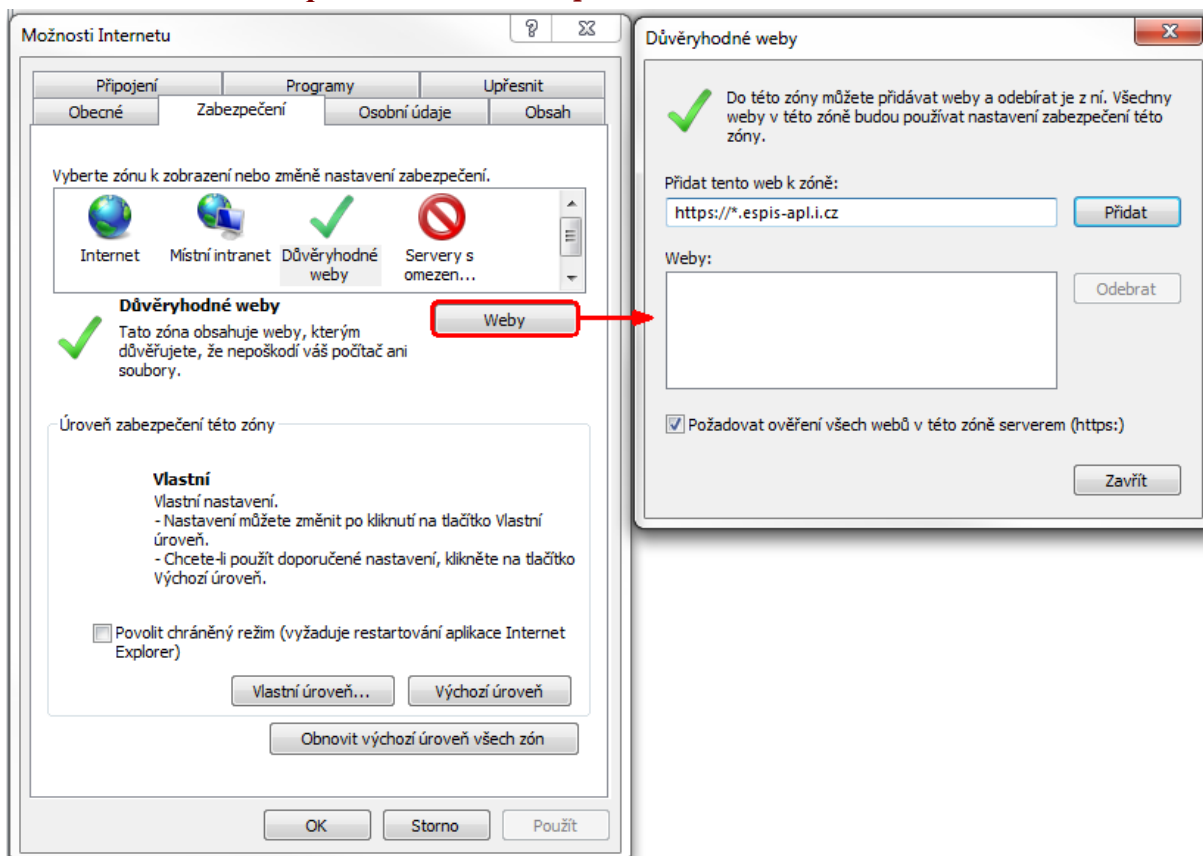 Možnosti Internetu
Připojení Programy Upřesnit
Obecné Zabezpečení Osobní údaje Obsah
Vyberte zónu k zobrazení nebo změně nastavení zabezpečení.
Internet Místní intranet Důvěryhodné Servery s
weby omezen...
Důvěryhodné weby
Weby
Tato zóna obsahuje weby, kterým
důvěřujete, že nepoškodí váš počítač ani
soubory.
Úroveň zabezpečení této zóny
Vlastní
Vlastní nastavení.
- Nastavení můžete změnit po kliknutí na tlačítko Vlastní
úroveň.
- Chcete-li použít doporučené nastavení, klikněte na tlačítko
Výchozí úroveň.
Povolit chráněný režim (vyžaduje restartování aplikace Internet
Explorer)
Vlastní úroveň... Výchozí úroveň
Obnovit výchozí úroveň všech zón
OK Storno Použít
Důvěryhodné weby
Do této zóny můžete přidávat weby a odebírat je z ní. Všechny
weby v této zóně budou používat nastavení zabezpečení této
zóny.
Přidat tento web k zóně:
https://*.espis-apl.i.cz Přidat
Weby:
Odebrat
Požadovat ověření všech webů v této zóně serverem (https:)
Zavřít